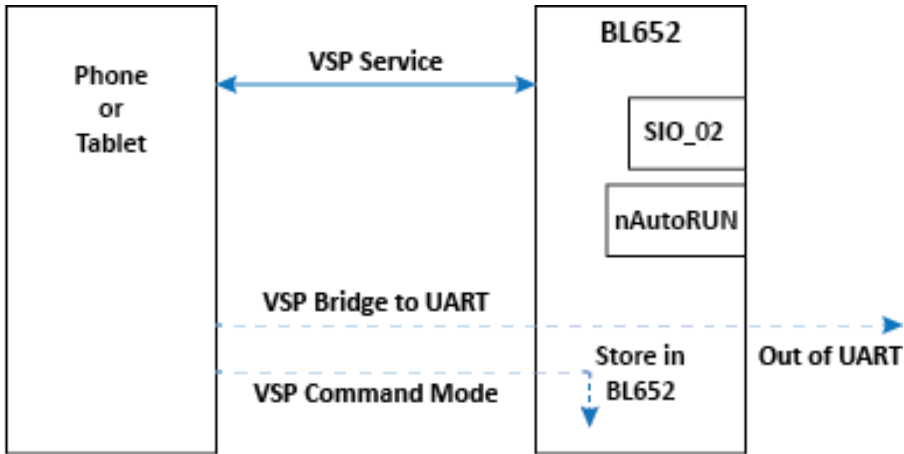 Phone
or
Tablet
VSP Service
BL652
SIO_02
nAutoRUN
VSP Bridge to UART
VSP Command Mode
Store in
BL652
Out of UART